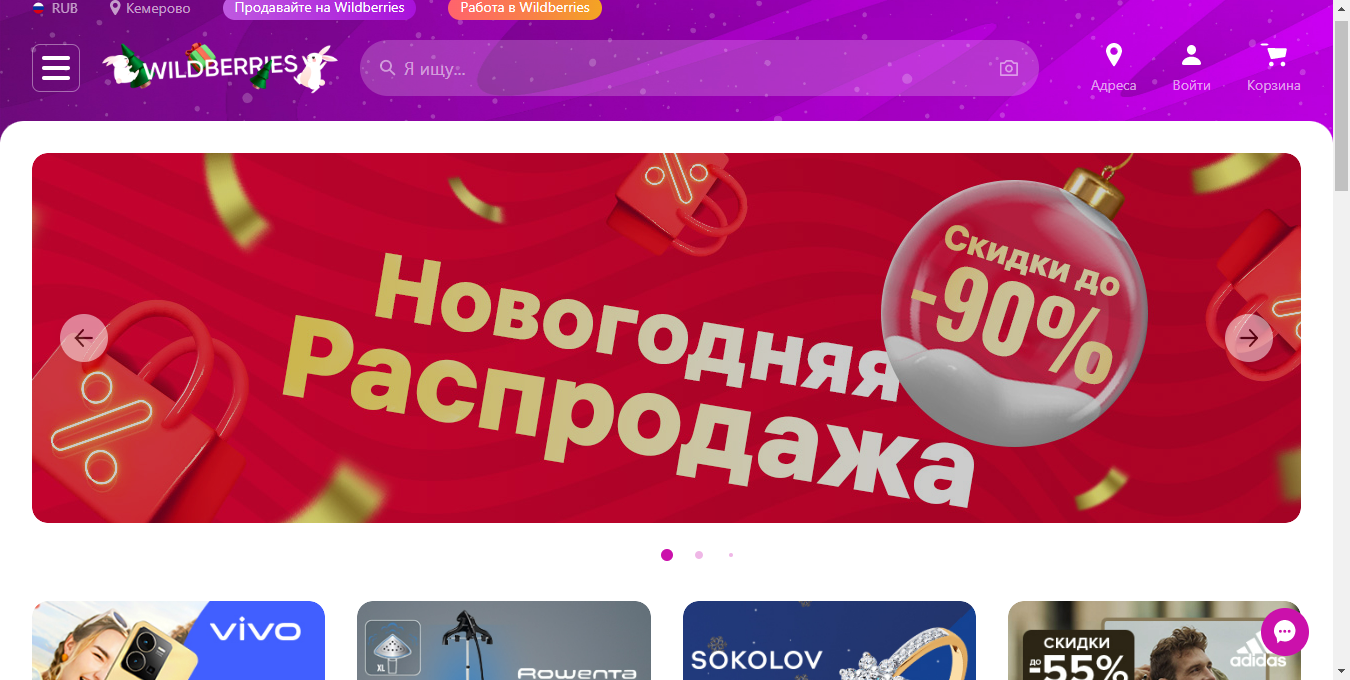 RUB
Кемерово
Продавайте на Wildberries
Работа в Wildberries
WILDBERRIES
Я ищу...
Адреса
Войти
Корзина
Новогодняя
Распродажа
Скидки до
-90%
vivo
XL
Rowenta
SOKOLOV
СКИДКИ
ДО -55%
adidas